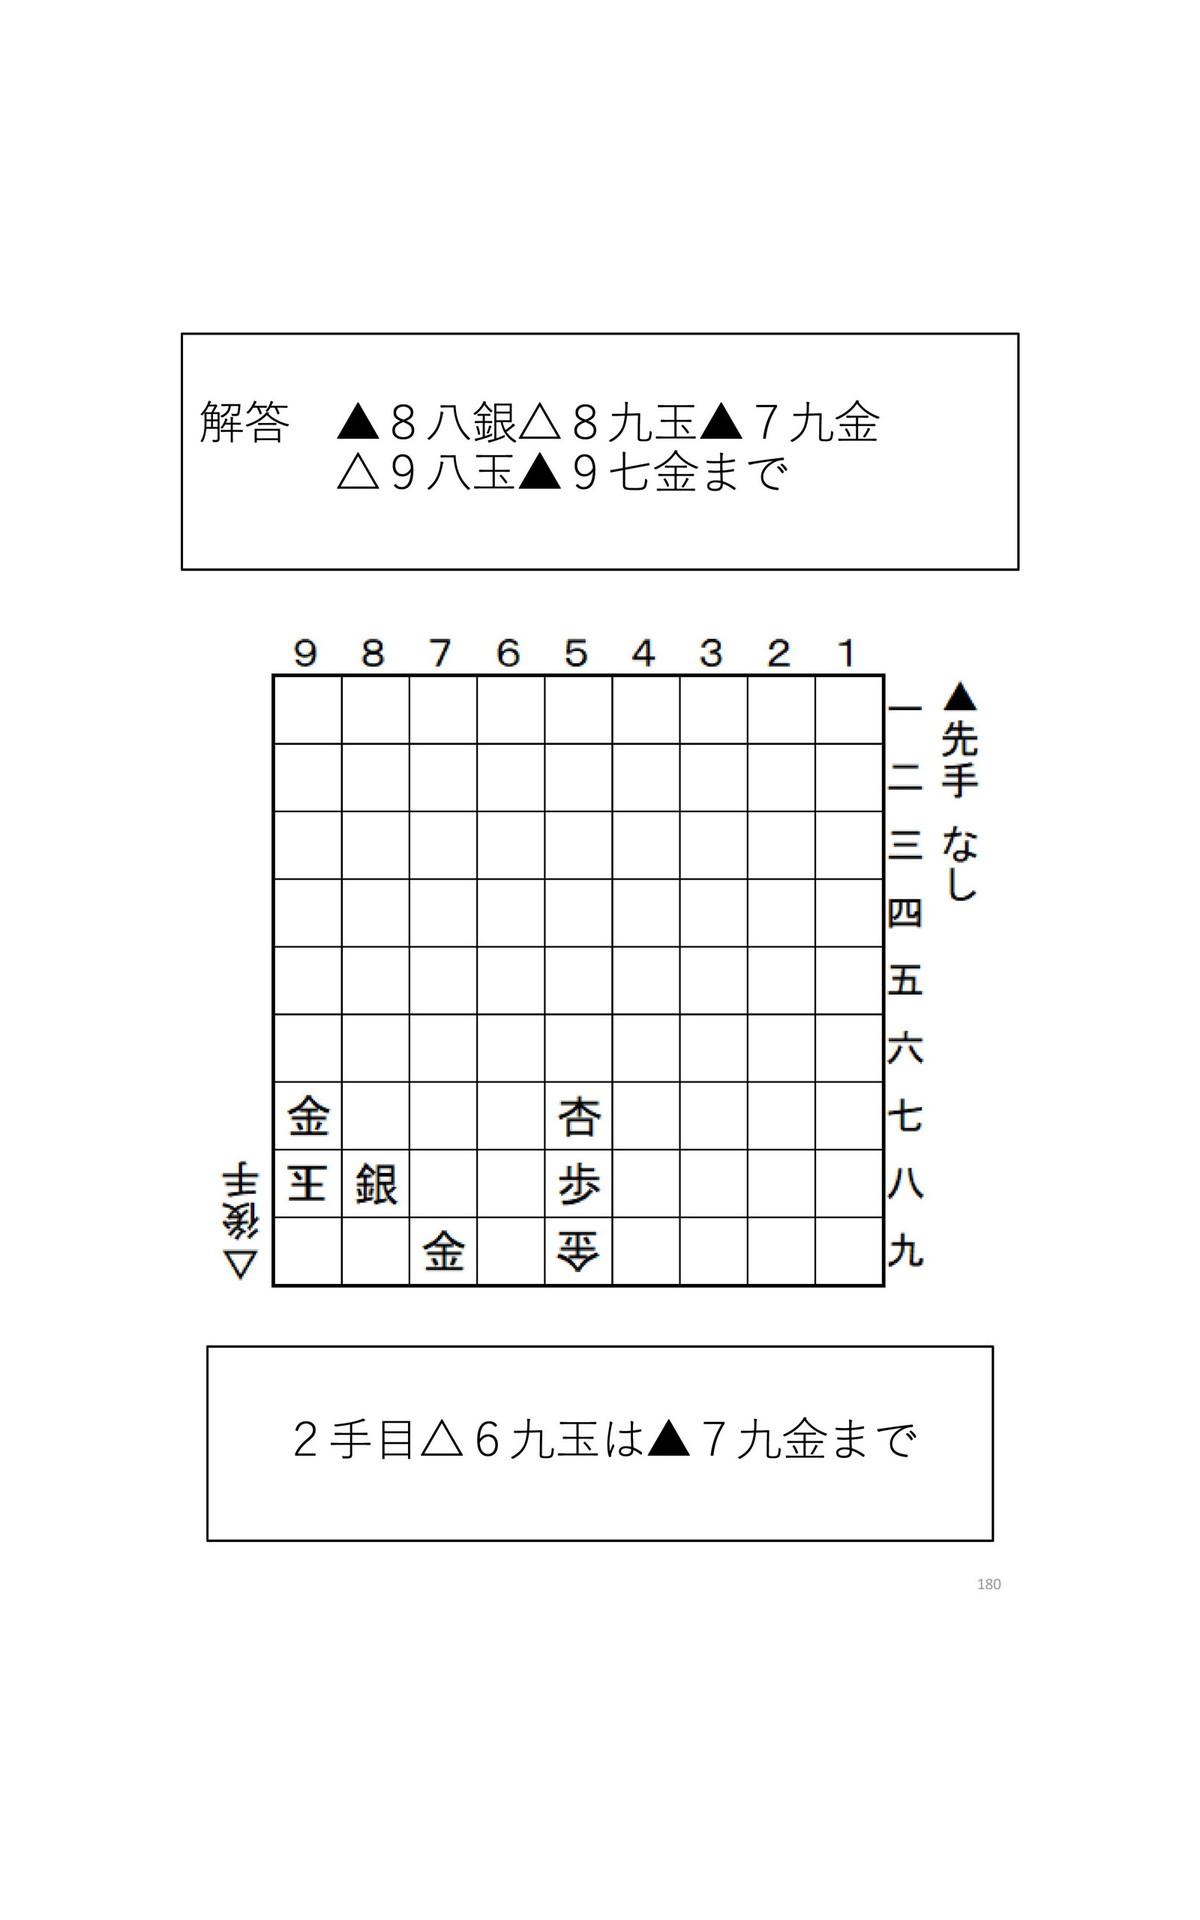 解答　▲８八銀△８九玉▲７九金
△９八玉▲９七金まで
9 8 7 6 5 4 3 2 1
一
二
三
四
五
六
七
八
九
▲先手 なし
金 杏
王 銀 歩
金 金
△後手
２手目△６九玉は▲７九金まで
180